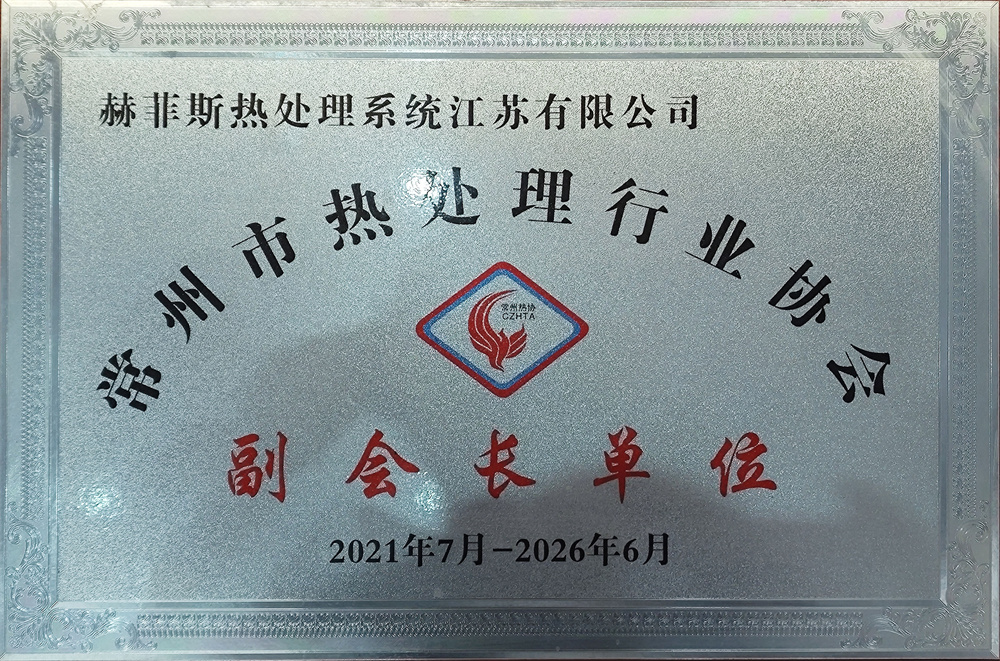 赫菲斯热处理系统江苏有限公司
常州市热处理行业协会
常州热协
CZHTA
副会长单位
2021年7月-2026年6月